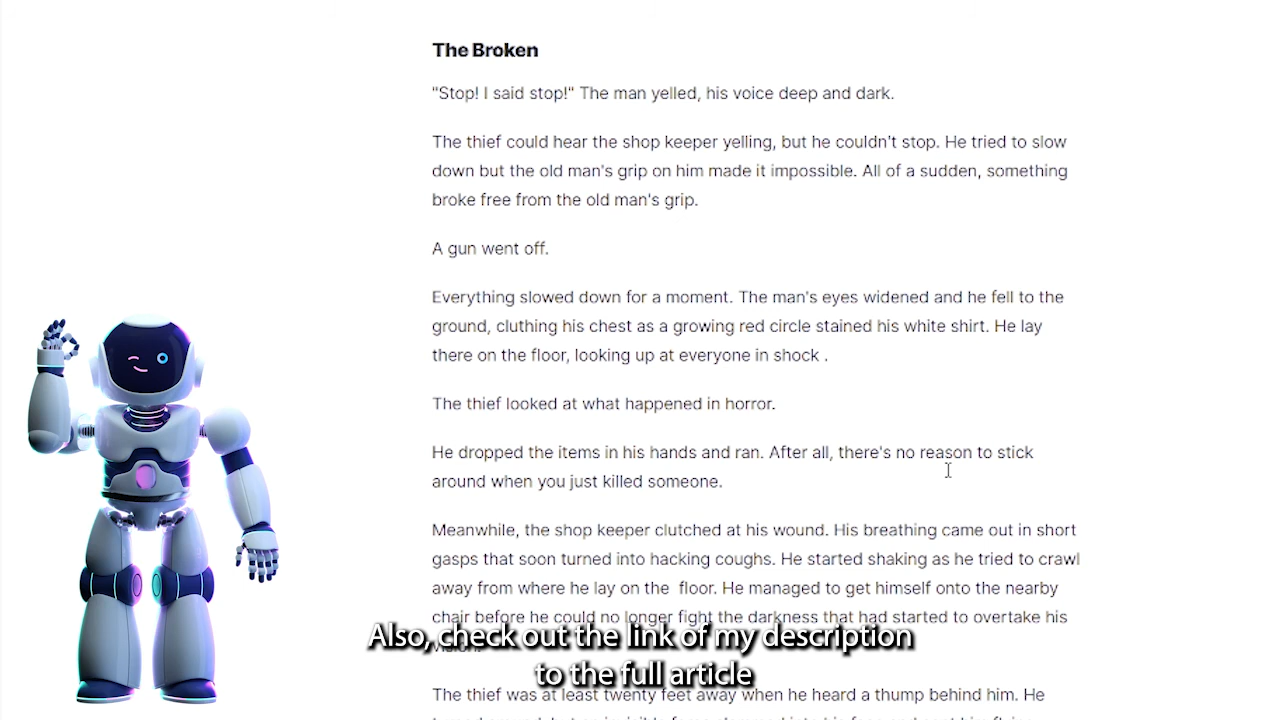 The Broken
"Stop! I said stop!" The man yelled, his voice deep and dark.
The thief could hear the shop keeper yelling, but he couldn't stop. He tried to slow
down but the old man's grip on him made it impossible. All of a sudden, something
broke free from the old man's grip.
A gun went off.
Everything slowed down for a moment. The man's eyes widened and he fell to the
ground, cluthing his chest as a growing red circle stained his white shirt. He lay
there on the floor, looking up at everyone in shock .
The thief looked at what happened in horror.
He dropped the items in his hands and ran. After all, there's no reason to stick
around when you just killed someone.
Meanwhile, the shop keeper clutched at his wound. His breathing came out in short
gasps that soon turned into hacking coughs. He started shaking as he tried to crawl
away from where he lay on the  floor. He managed to get himself onto the nearby
chair before he could no longer fight the darkness that had started to overtake his
Also, check out the link of my description
to the full article
The thief was at least twenty feet away when he heard a thump behind him. He